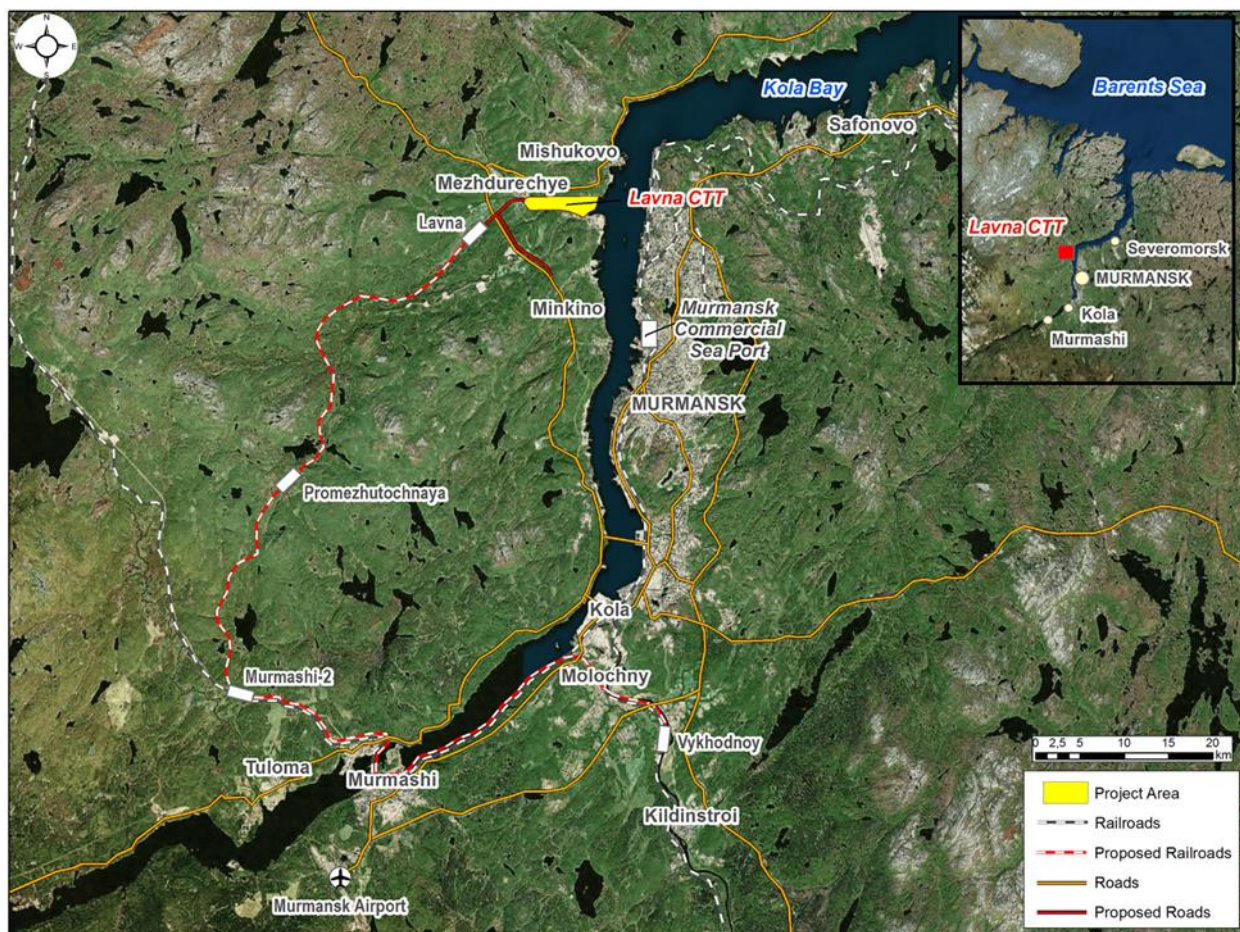 N
W
E
S
Kola Bay
Safonovo
Mishukovo
Mezhdurechye
Lavna CTT
Lavna
Minkino
Murmansk
Commercial
Sea Port
MURMANSK
Promezhutochnaya
Kola
Molochny
Murmashi-2
Vykhodnoy
Tuloma
Murmashi
Kildinstroi
Murmansk Airport
Barents Sea
Lavna CTT
Severomorsk
MURMANSK
Kola
Murmashi
0 2,5 5 10 15 20
km
Project Area
Railroads
Proposed Railroads
Roads
Proposed Roads